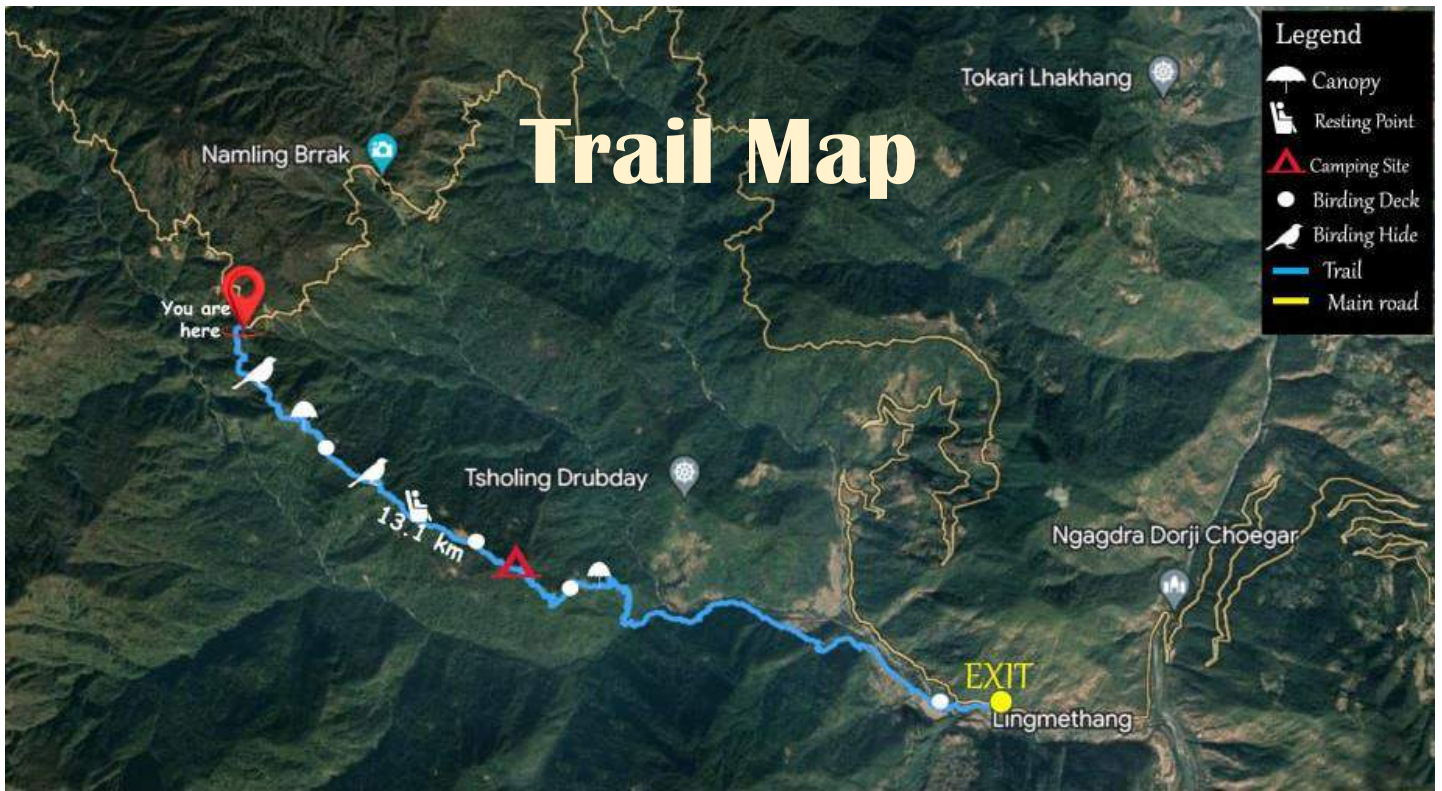 Trail Map
Legend
Canopy
Resting Point
Camping Site
Birding Deck
Birding Hide
Trail
Main road
Tokari Lhakhang
Namling Brrak
You are
here
Tsholing Drubday
13.1 km
Ngagdra Dorji Choegar
EXIT
Lingmethang